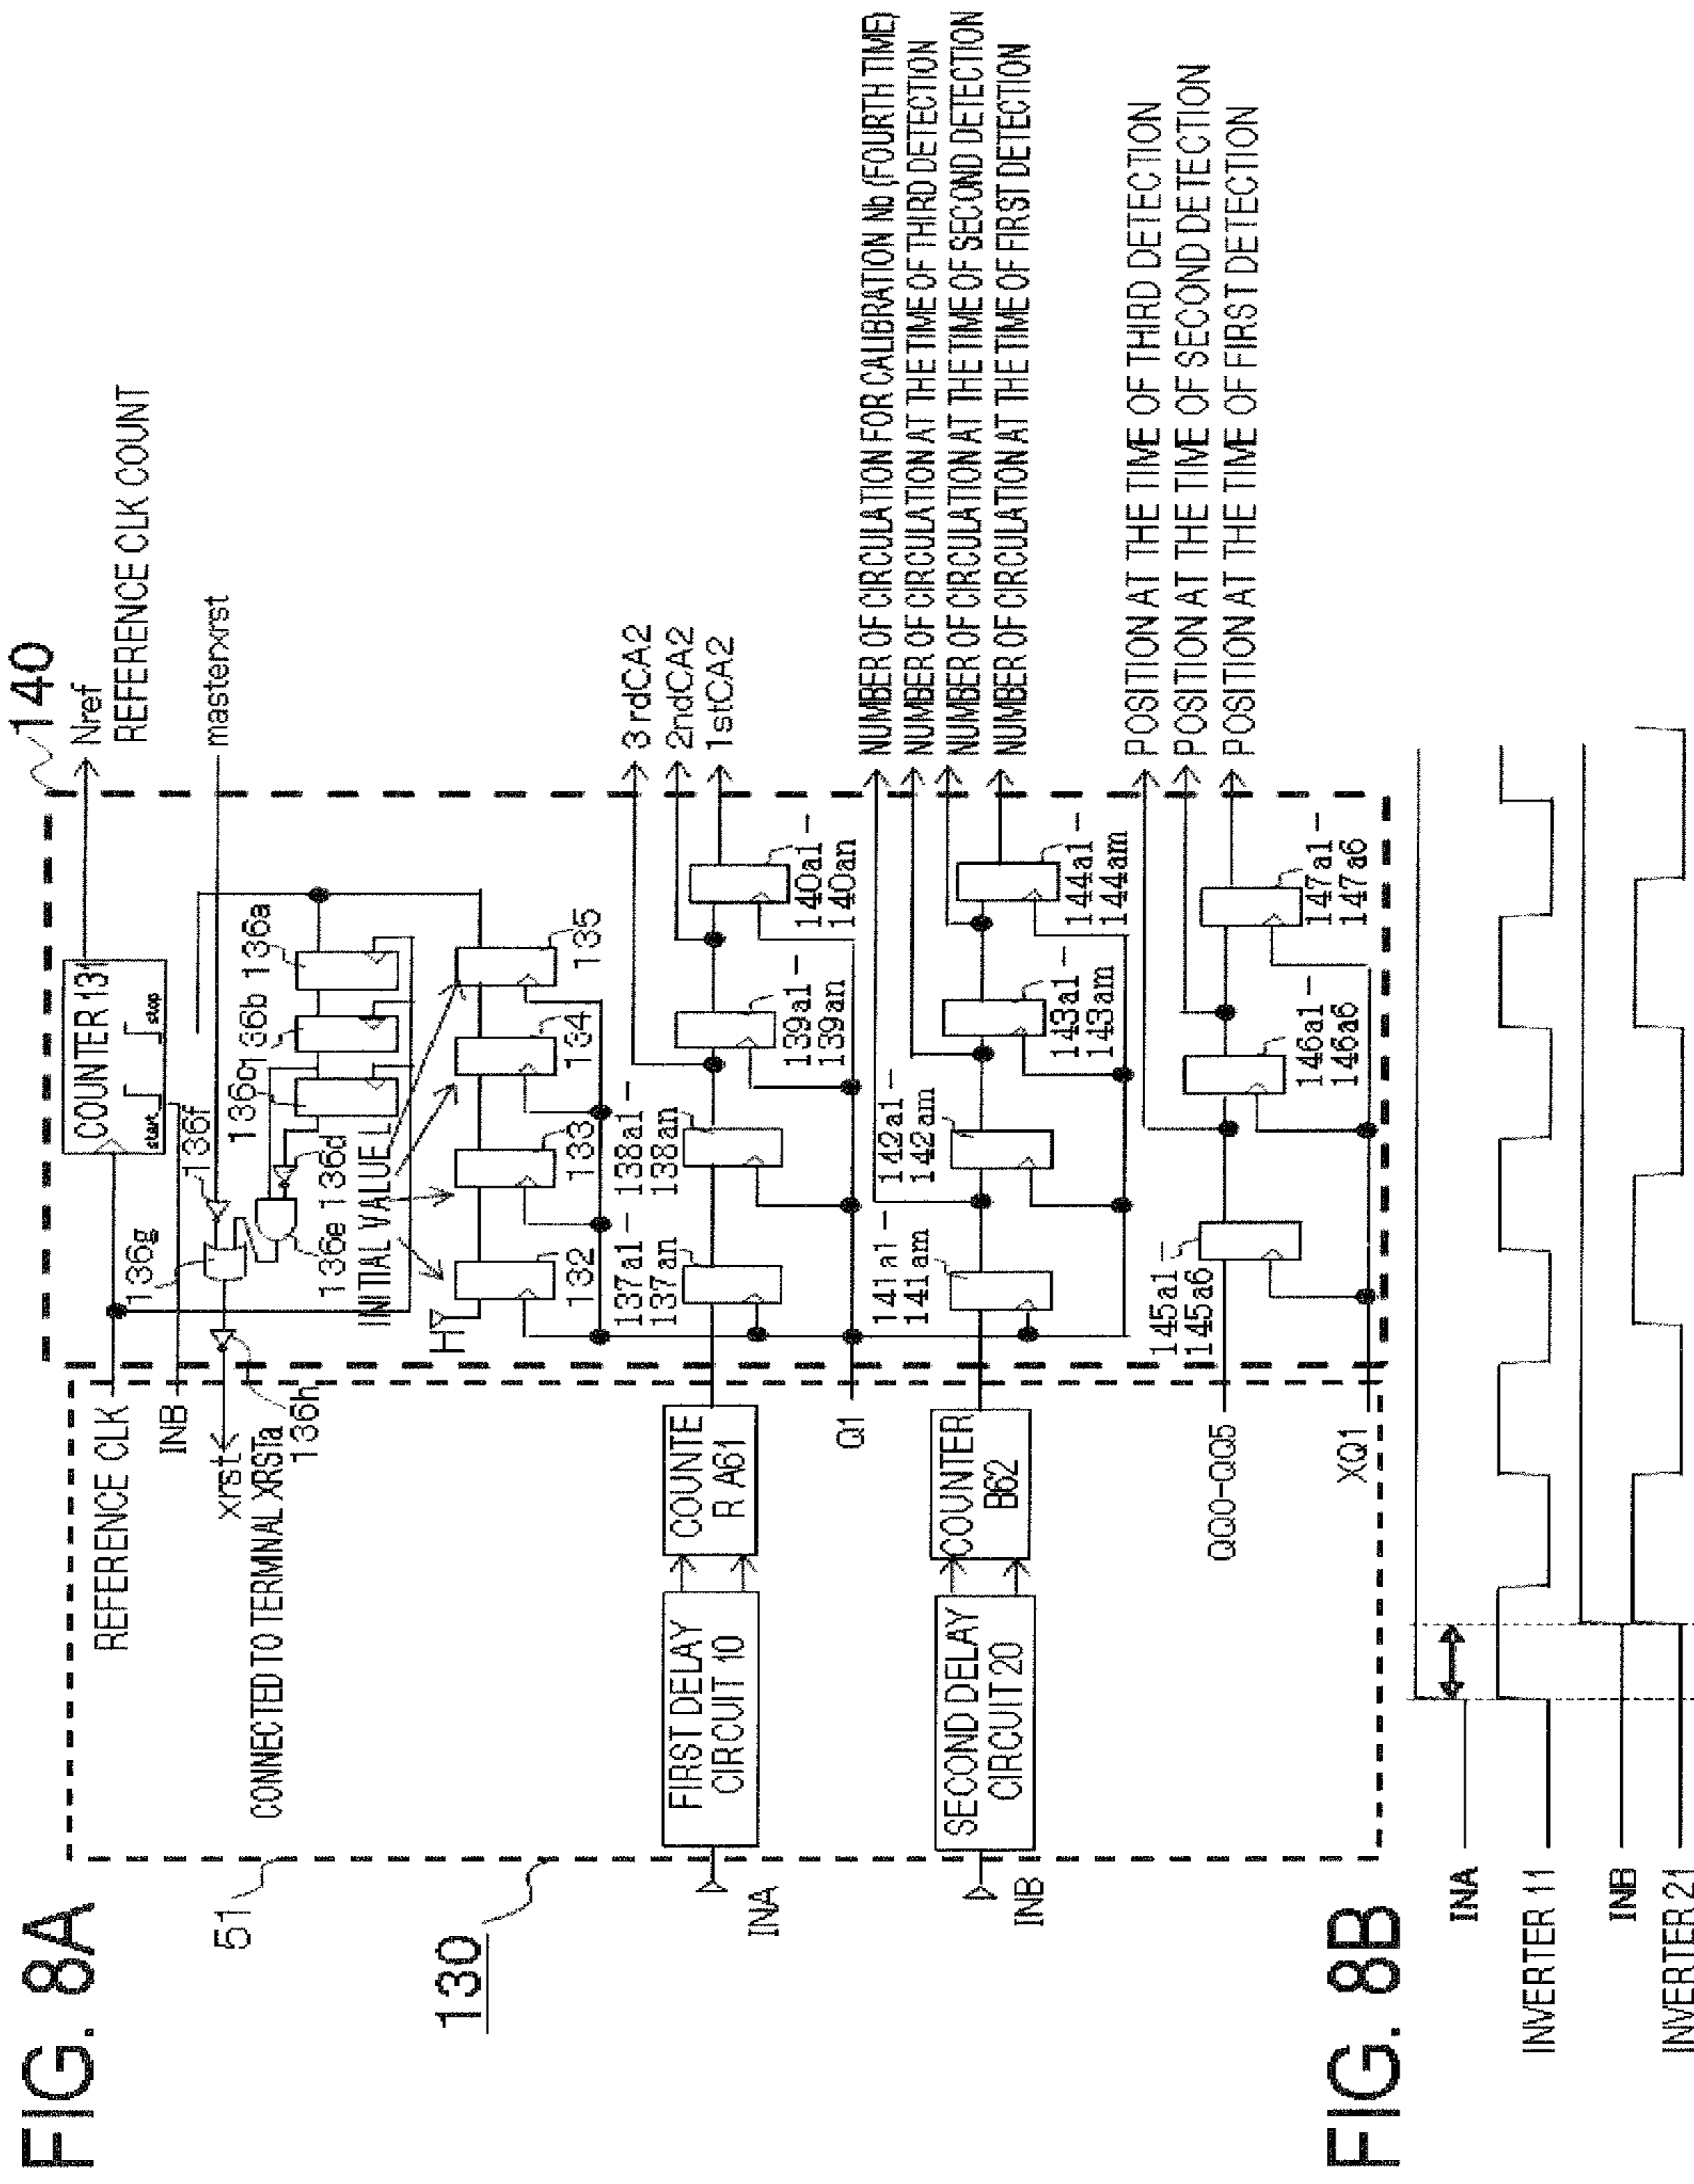 FIG. 8A
130
51
140
REFERENCE CLK
INB
xrst
CONNECTED TO TERMINAL XRSTa
136h
136g
COUNTER 131
start
stop
Nref
REFERENCE CLK COUNT
masterxrst
136f
136c
136b
136a
136e
136d
INITIAL VALUE L
H
132
133
134
135
INA
FIRST DELAY
CIRCUIT 10
COUNTE
R A61
137a1-
137an
138a1-
138an
139a1-
139an
140a1-
140an
3rdCA2
2ndCA2
1stCA2
Q1
INB
SECOND DELAY
CIRCUIT 20
COUNTER
B62
141a1-
141am
142a1-
142am
143a1-
143am
144a1-
144am
NUMBER OF CIRCULATION FOR CALIBRATION Nb (FOURTH TIME)
NUMBER OF CIRCULATION AT THE TIME OF THIRD DETECTION
NUMBER OF CIRCULATION AT THE TIME OF SECOND DETECTION
NUMBER OF CIRCULATION AT THE TIME OF FIRST DETECTION
QQ0-QQ5
145a1-
145a6
146a1-
146a6
147a1-
147a6
POSITION AT THE TIME OF THIRD DETECTION
POSITION AT THE TIME OF SECOND DETECTION
POSITION AT THE TIME OF FIRST DETECTION
XQ1
FIG. 8B
INA
INVERTER 11
INB
INVERTER 21